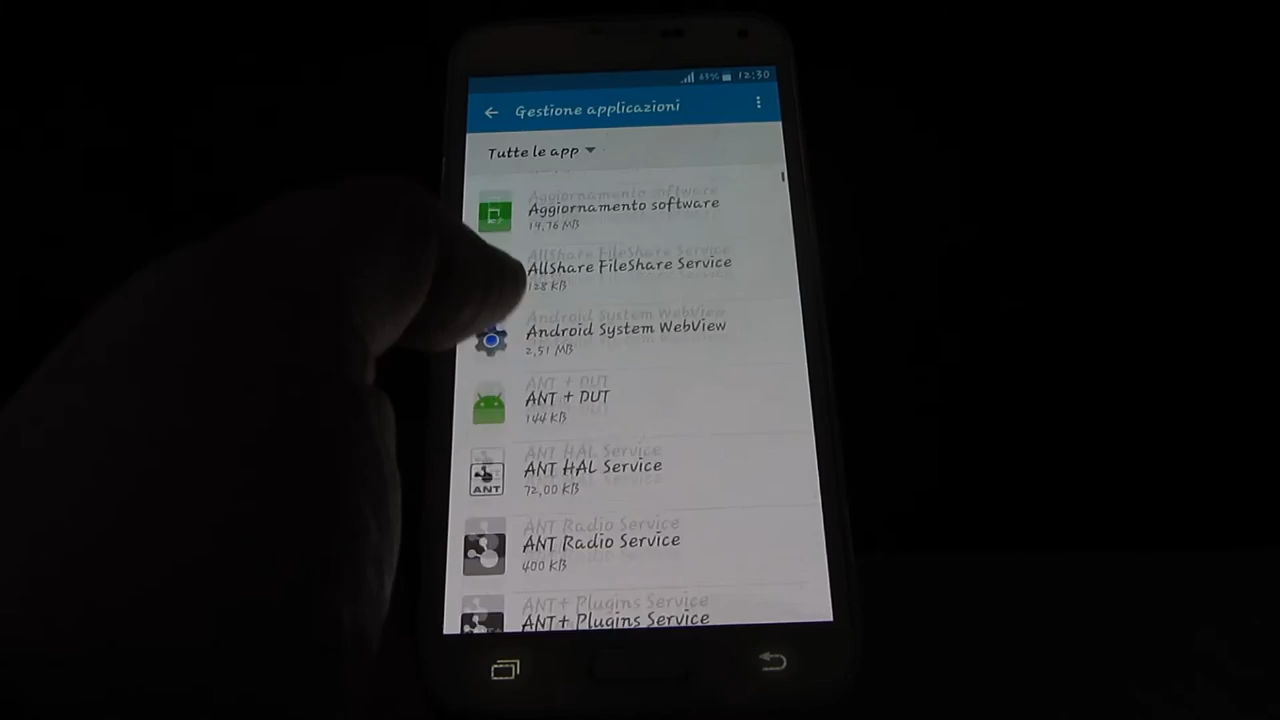 63% 12:30
Gestione applicazioni
Tutte le app
Aggiornamento software
19,76 MB
AllShare FileShare Service
128 KB
Android System WebView
2,51 MB
ANT + DUT
144 KB
ANT HAL Service
ANT
72,00 KB
ANT Radio Service
400 KB
ANT+ Plugins Service